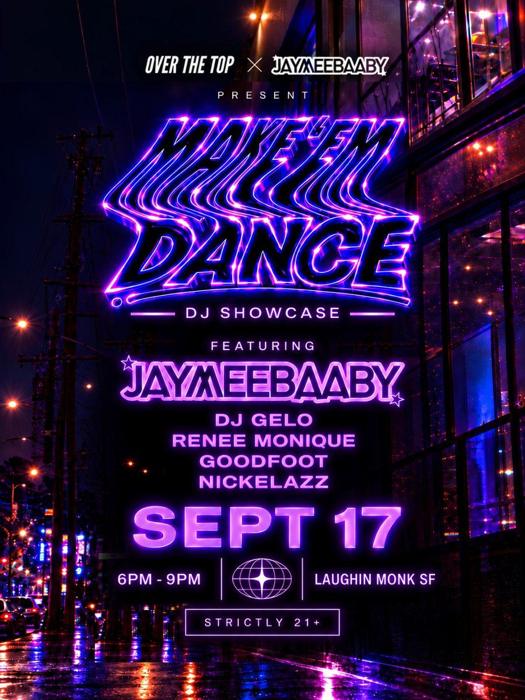 OVER THE TOP × JAYMEEBAABY
PRESENT
MAKE 'EM
DANCE
DJ SHOWCASE
FEATURING
JAYMEEBAABY
DJ GELO
RENEE MONIQUE
GOODFOOT
NICKELAZZ
SEPT 17
6PM - 9PM
LAUGHIN MONK SF
STRICTLY 21+